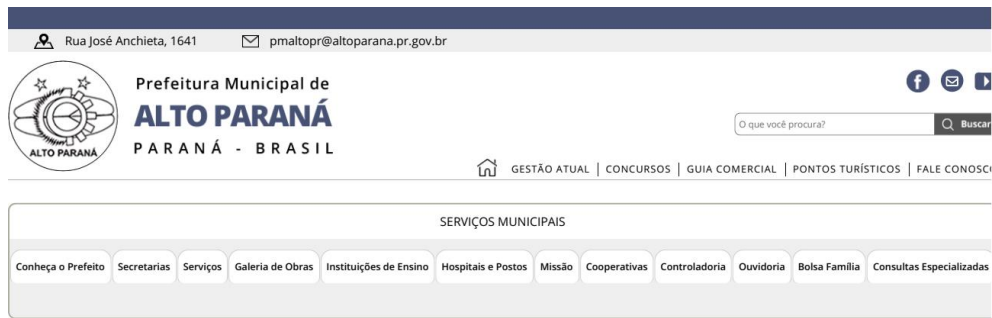 Rua José Anchieta, 1641 pmaltopr@altoparana.pr.gov.br
Prefeitura Municipal de
ALTO PARANÁ
PARANÁ - BRASIL
ALTO PARANÁ
O que você procura? Buscar
GESTÃO ATUAL | CONCURSOS | GUIA COMERCIAL | PONTOS TURÍSTICOS | FALE CONOSC
SERVIÇOS MUNICIPAIS
Conheça o Prefeito Secretarias Serviços Galeria de Obras Instituições de Ensino Hospitais e Postos Missão Cooperativas Controladoria Ouvidoria Bolsa Família Consultas Especializadas